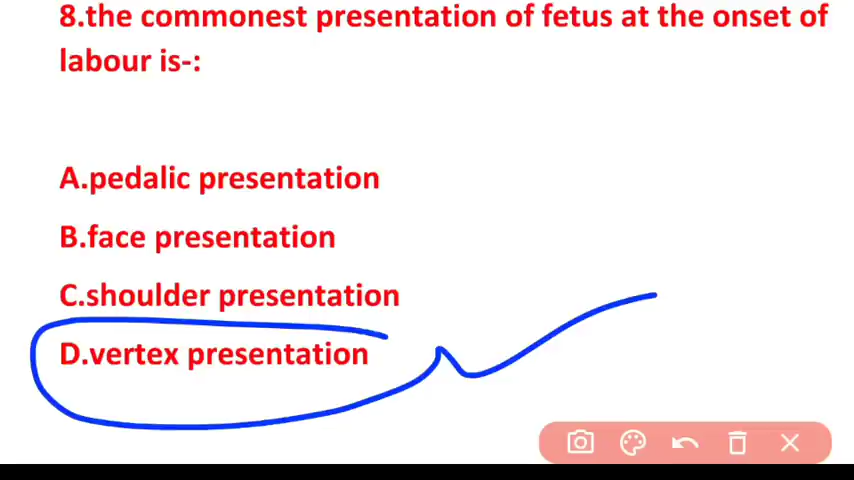 8.the commonest presentation of fetus at the onset of
labour is-:
A.pedalic presentation
B.face presentation
C.shoulder presentation
D.vertex presentation